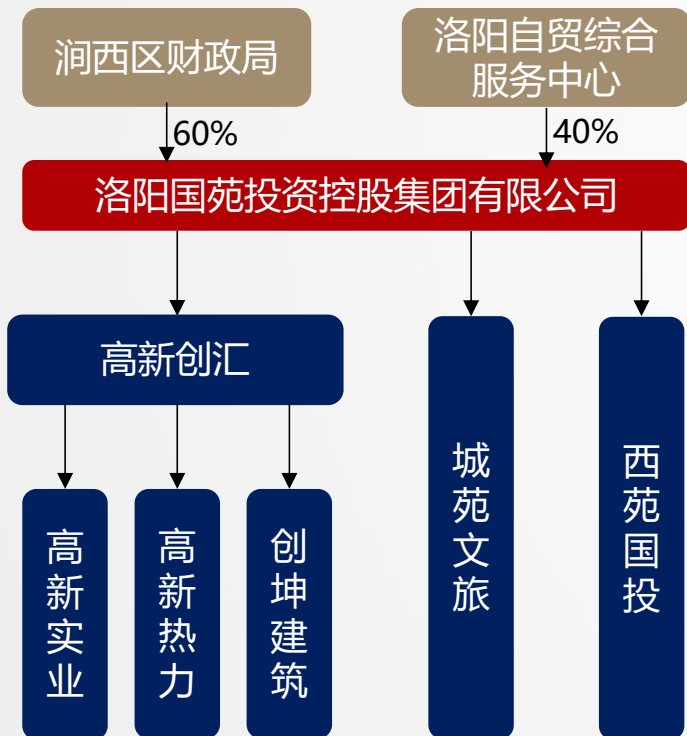 涧西区财政局
洛阳自贸综合
服务中心
60%
40%
洛阳国苑投资控股集团有限公司
高新创汇
高新实业
高新热力
创坤建筑
城苑文旅
西苑国投